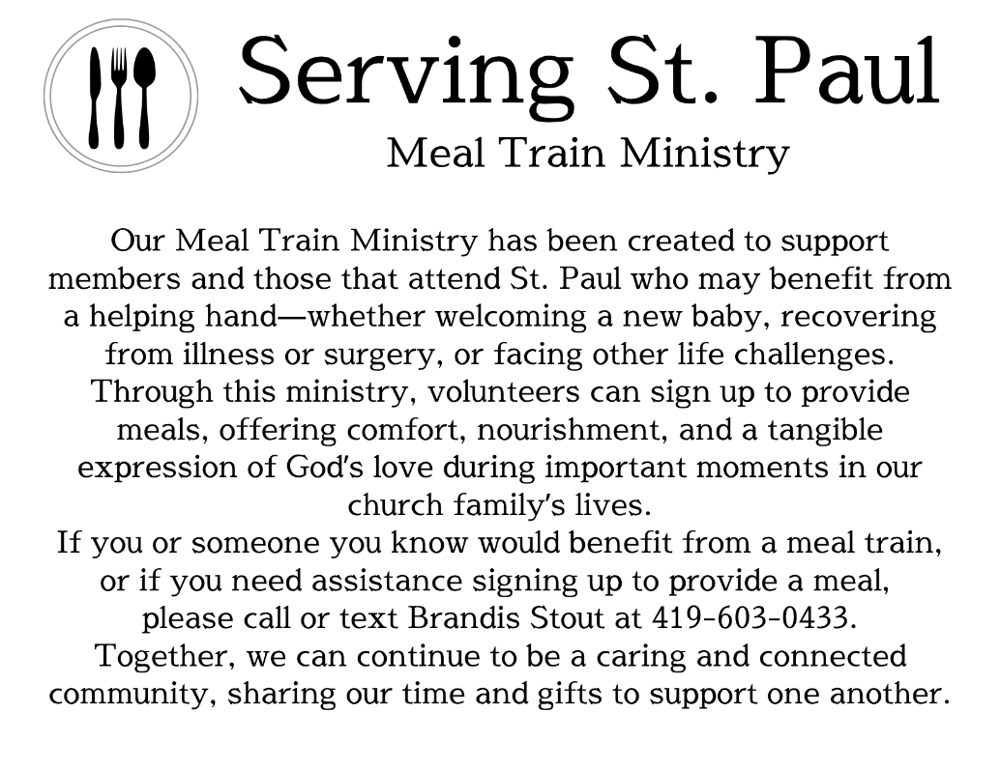 Serving St. Paul
Meal Train Ministry
Our Meal Train Ministry has been created to support
members and those that attend St. Paul who may benefit from
a helping hand—whether welcoming a new baby, recovering
from illness or surgery, or facing other life challenges.
Through this ministry, volunteers can sign up to provide
meals, offering comfort, nourishment, and a tangible
expression of God's love during important moments in our
church family's lives.
If you or someone you know would benefit from a meal train,
or if you need assistance signing up to provide a meal,
please call or text Brandis Stout at 419-603-0433.
Together, we can continue to be a caring and connected
community, sharing our time and gifts to support one another.